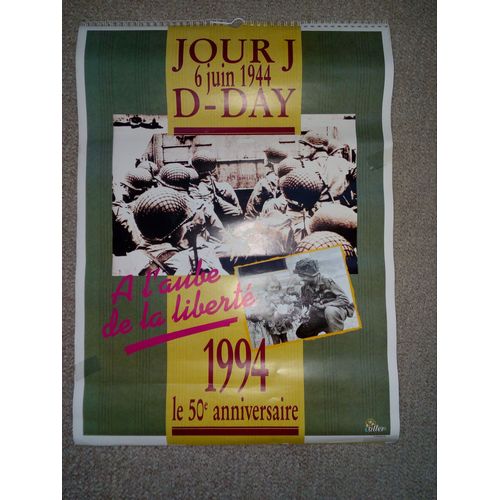 JOUR J
6 juin 1944
D-DAY
A l'aube
de la liberté
1994
le 50e anniversaire